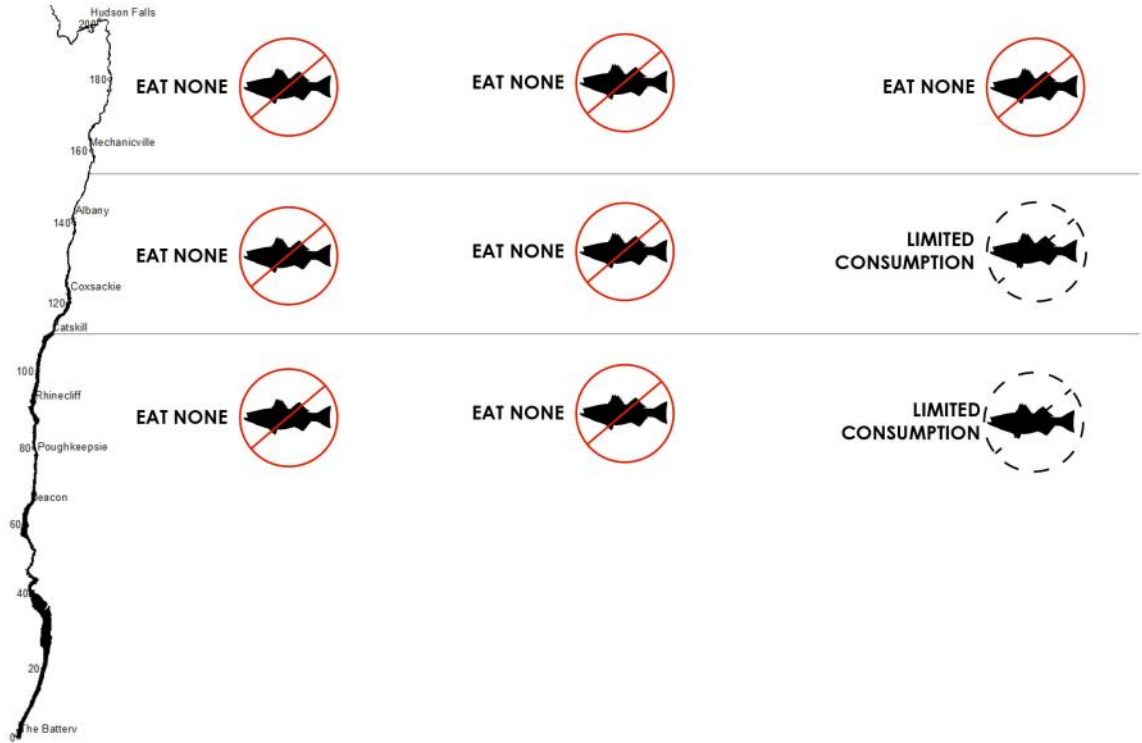 Hudson Falls
200
180
EAT NONE
EAT NONE
EAT NONE
Mechanicville
160
Albany
140
EAT NONE
EAT NONE
LIMITED
CONSUMPTION
Coxsackie
120
Catskill
100
Rhinecliff
EAT NONE
EAT NONE
LIMITED
CONSUMPTION
80
Poughkeepsie
Beacon
60
40
20
0
The Battery